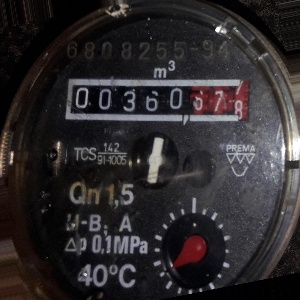 6808255-94
m³
00360,678
TCS 142
91-1005
PREMA
Qn 1,5
H-B, A
Δp 0,1MPa
40°C